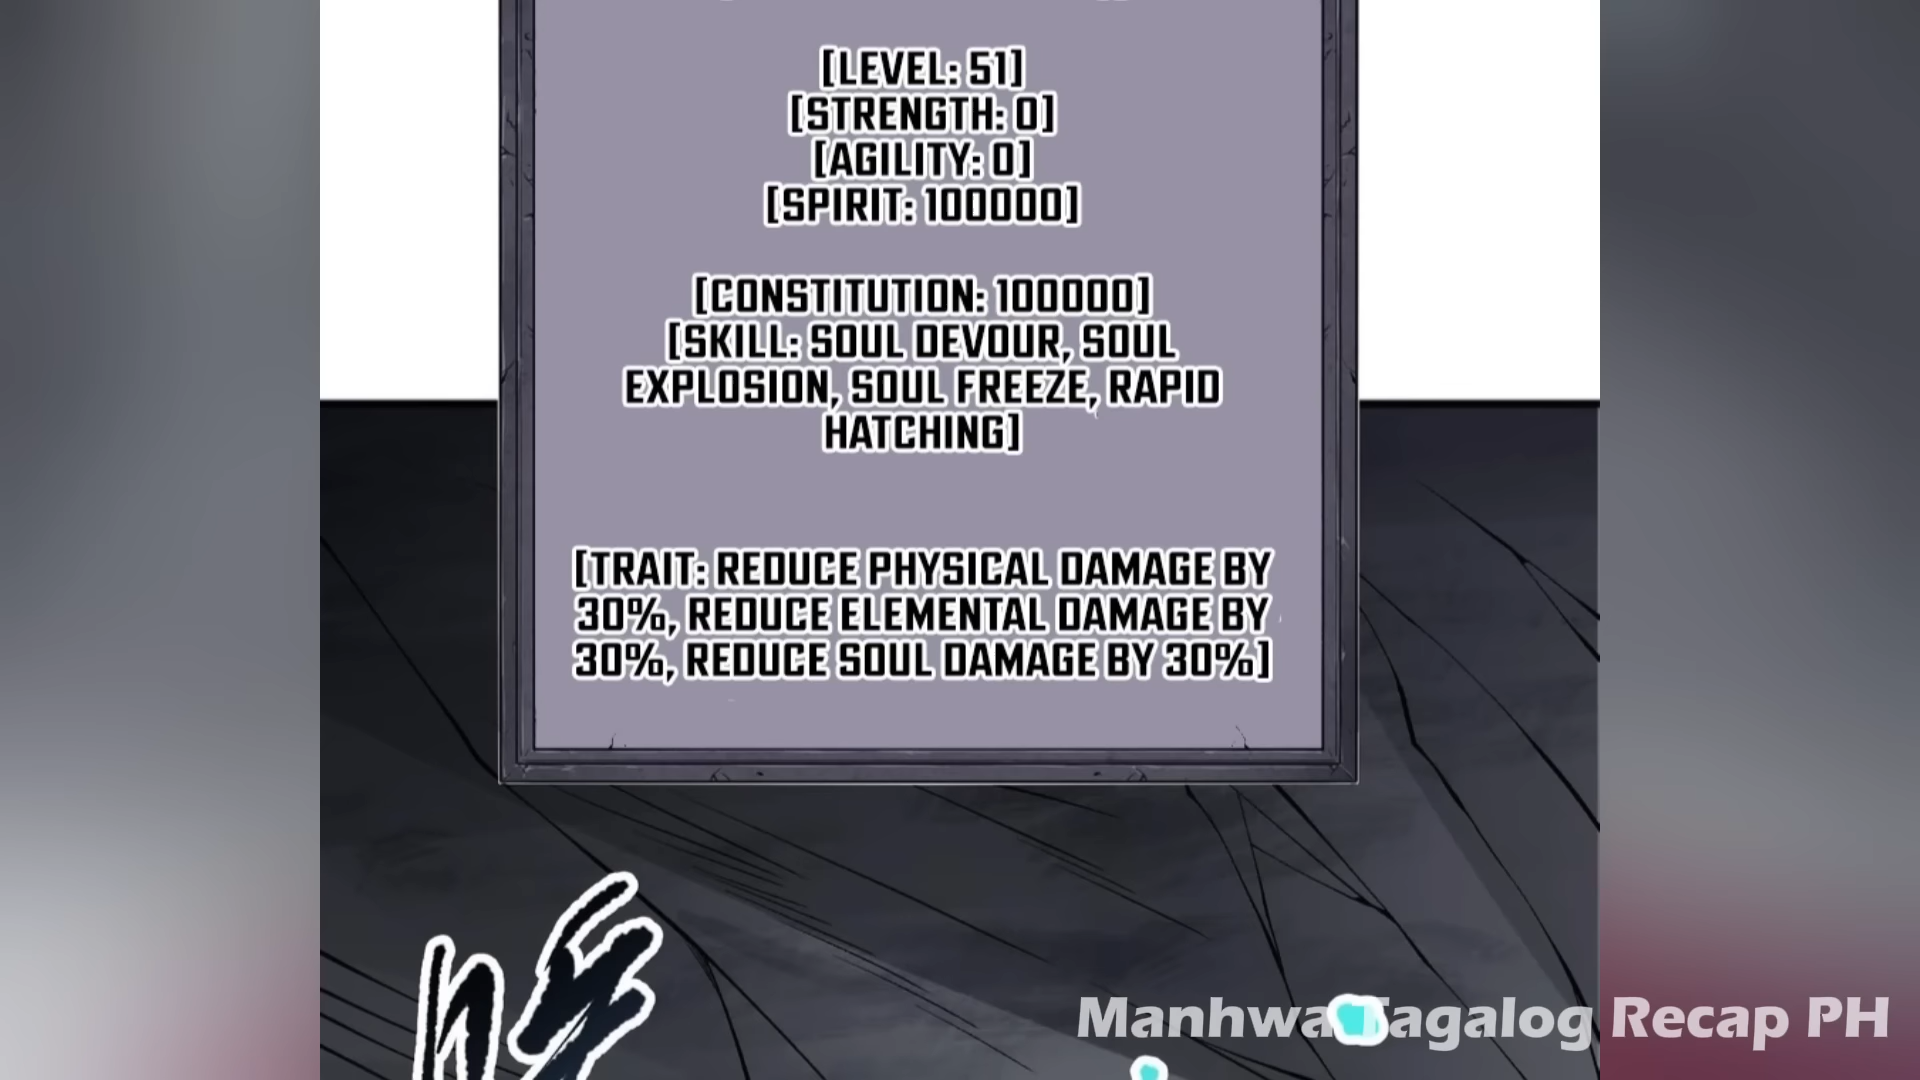 [LEVEL: 51]
[STRENGTH: 0]
[AGILITY: 0]
[SPIRIT: 100000]
[CONSTITUTION: 100000]
[SKILL: SOUL DEVOUR, SOUL
EXPLOSION, SOUL FREEZE, RAPID
HATCHING]
[TRAIT: REDUCE PHYSICAL DAMAGE BY
30%, REDUCE ELEMENTAL DAMAGE BY
30%, REDUCE SOUL DAMAGE BY 30%]
Manhwa Tagalog Recap PH